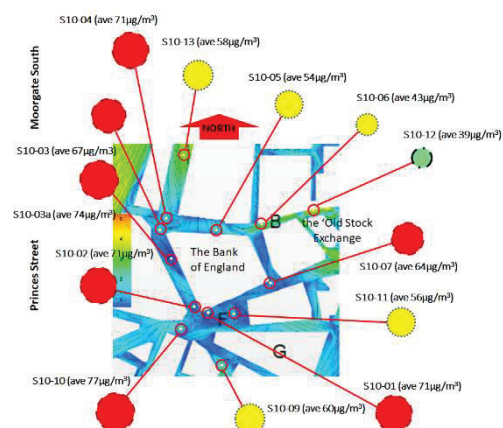 S10-04 (ave 71µg/m³)
S10-13 (ave 58µg/m³)
S10-05 (ave 54µg/m³)
S10-06 (ave 43µg/m³)
S10-12 (ave 39µg/m³)
Moorgate South
NORTH
S10-03 (ave 67µg/m3)
S10-03a (ave 74µg/m³)
B
the 'Old Stock
Exchange
The Bank
of England
S10-02 (ave 71µg/m³)
S10-07 (ave 64µg/m³)
Princes Street
S10-11 (ave 56µg/m³)
F
G
S10-10 (ave 77µg/m³)
S10-09 (ave 60µg/m³)
S10-01 (ave 71µg/m³)